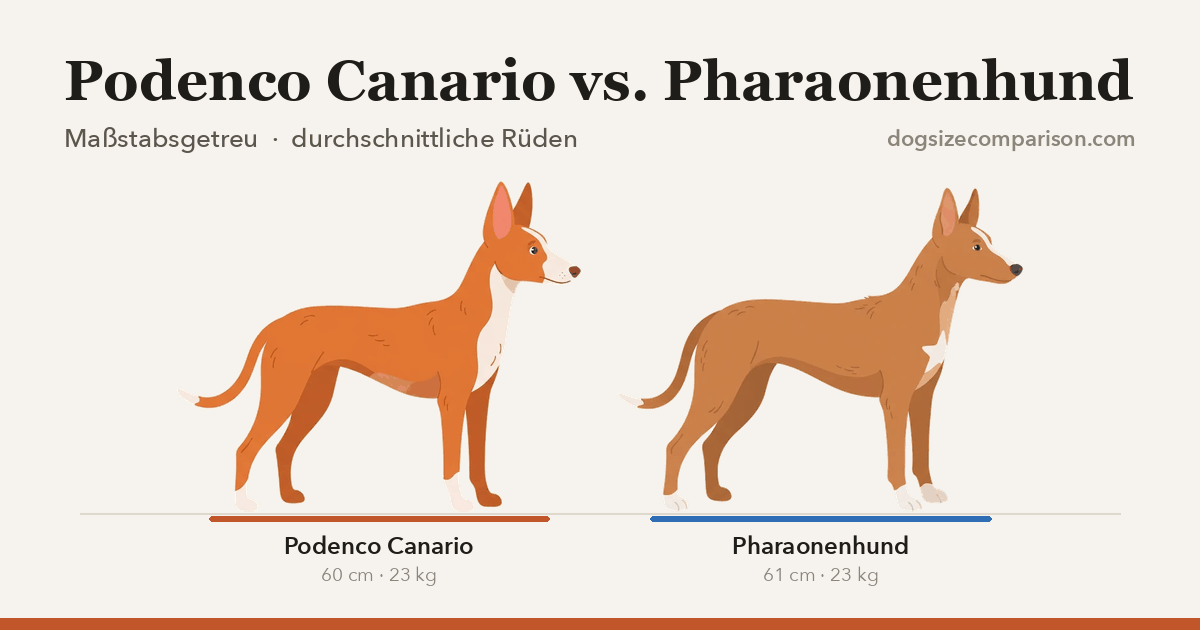 Podenco Canario vs. Pharaonenhund
Maßstabsgetreu · durchschnittliche Rüden
dogsizecomparison.com
Podenco Canario
60 cm · 23 kg
Pharaonenhund
61 cm · 23 kg